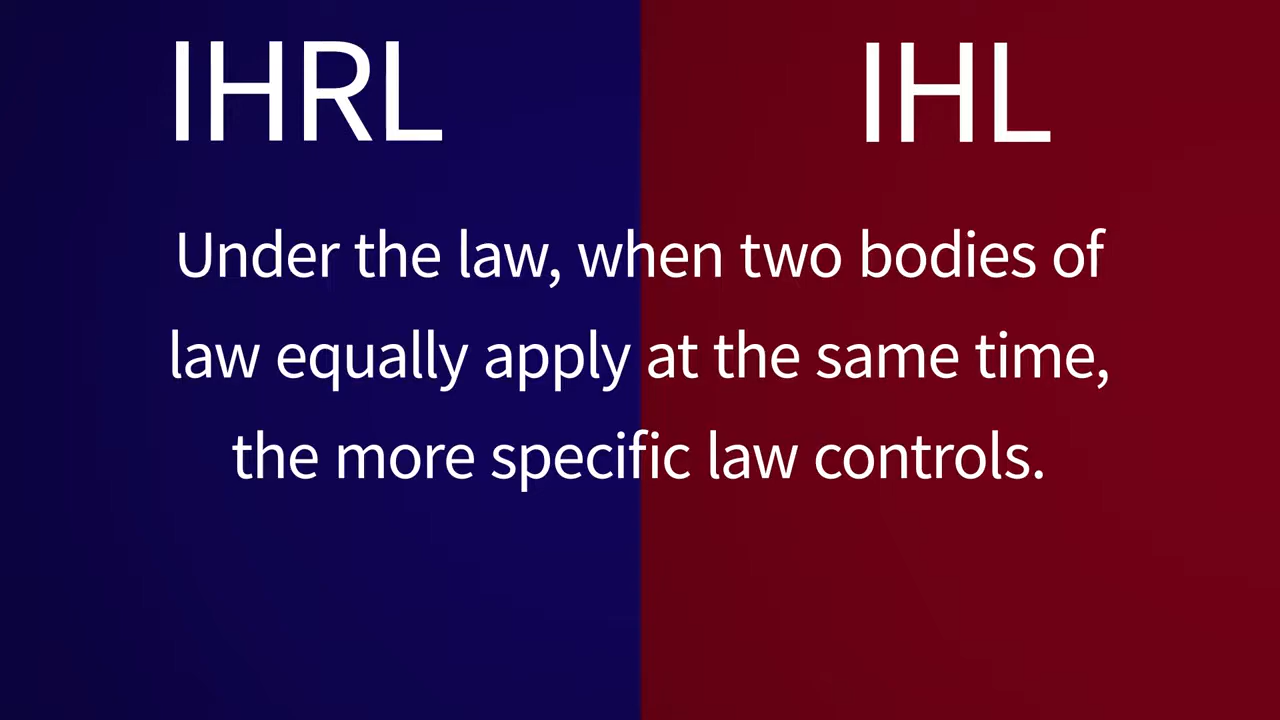 IHRL
IHL
Under the law, when two bodies of
law equally apply at the same time,
the more specific law controls.